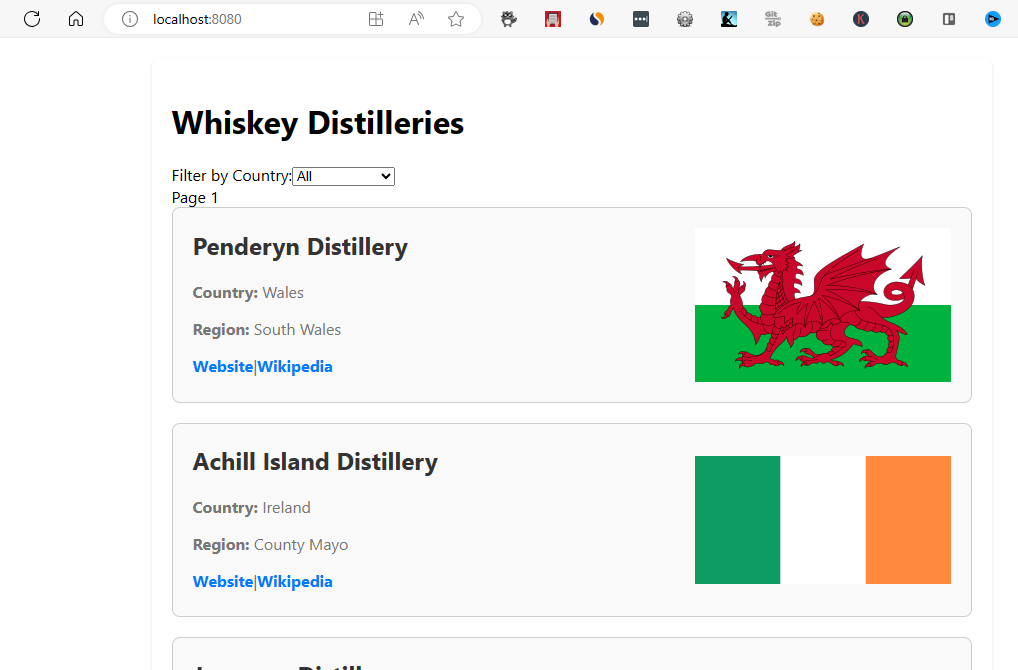 localhost:8080
Whiskey Distilleries
Filter by Country: All
Page 1
Penderyn Distillery
Country: Wales
Region: South Wales
Website|Wikipedia
Achill Island Distillery
Country: Ireland
Region: County Mayo
Website|Wikipedia